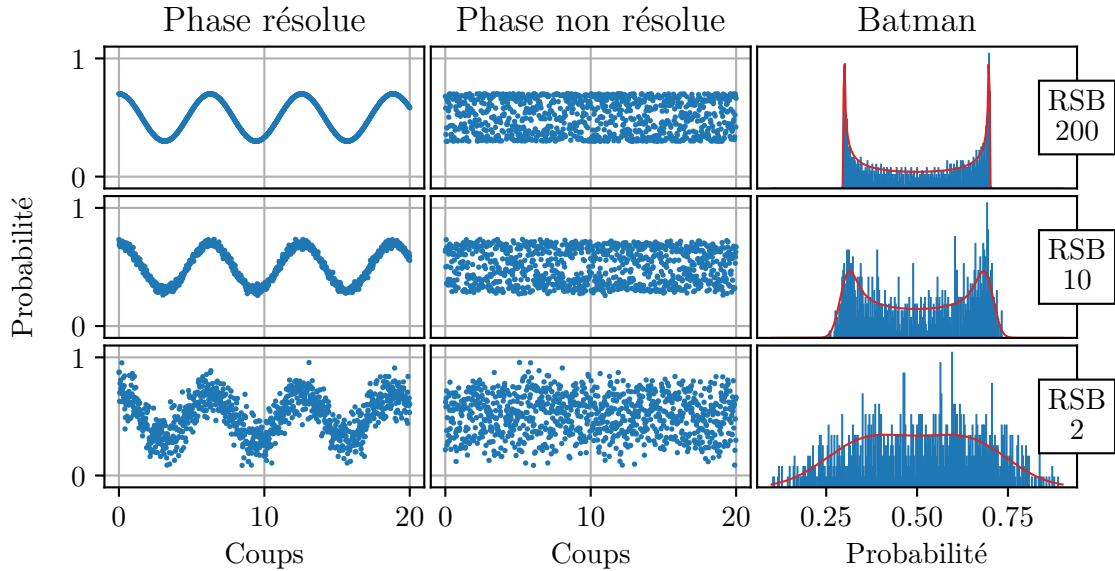 Phase résolue
Phase non résolue
Batman
Probabilité
1
0
RSB
200
1
0
RSB
10
1
0
RSB
2
0
10
20
0
10
20
0.25
0.50
0.75
Coups
Coups
Probabilité